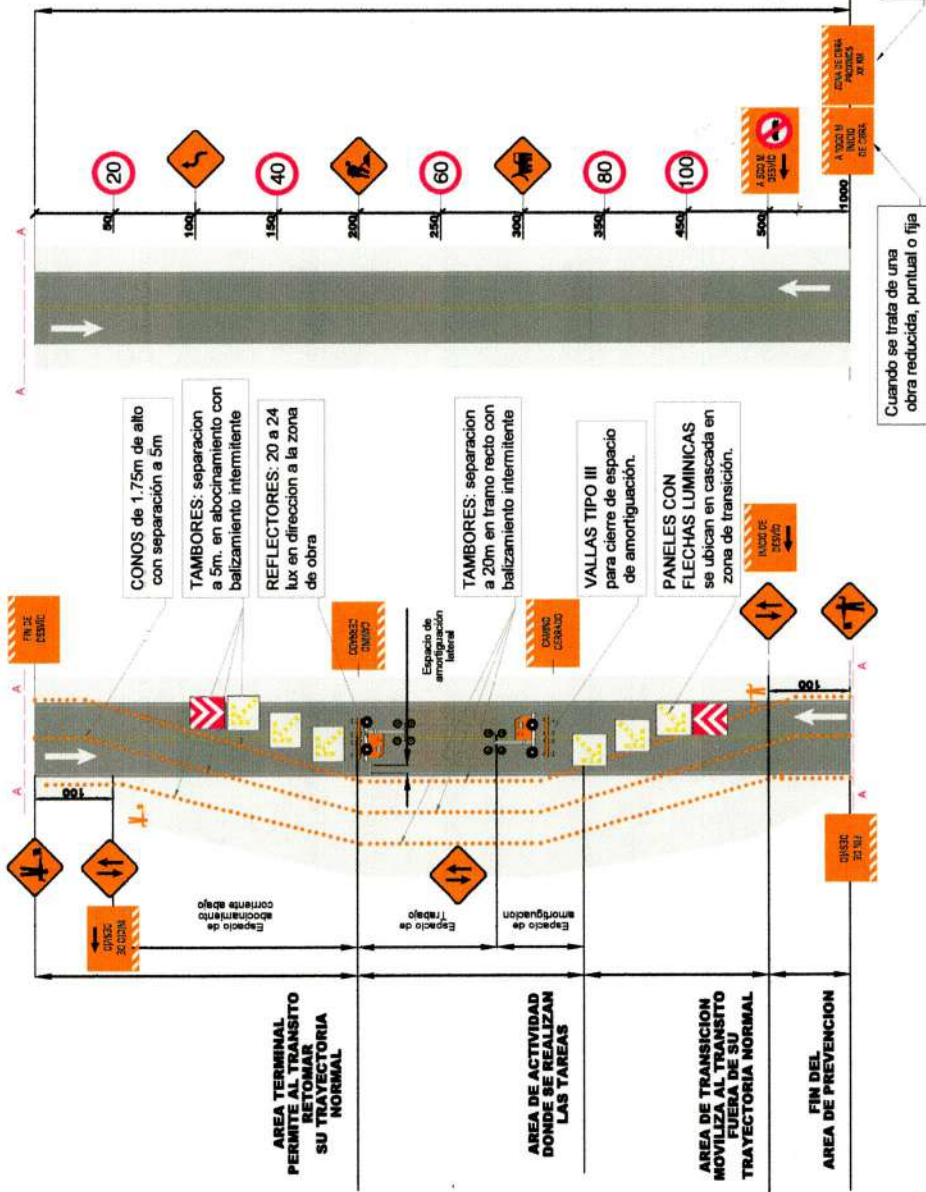 A
A
A
A
FIN DE
DESVIO
100
INICIO DE
DESVIO
CONOS de 1.75m de alto
con separación a 5m
TAMBORES: separacion
a 5m. en abocinamiento con
balizamiento intermitente
REFLECTORES: 20 a 24
lux en direccion a la zona
de obra
CAMINO
CERRADO
Espacio de
amortiguación
lateral
TAMBORES: separacion
a 20m en tramo recto con
balizamiento intermitente
CAMINO
CERRADO
VALLAS TIPO III
para cierre de espacio
de amortiguación.
PANELES CON
FLECHAS LUMINICAS
se ubican en cascada en
zona de transición.
INICIO DE
DESVIO
100
FIN DE
DESVIO
A
A
Espacio de
abocinamiento
corriente abajo
Espacio de
Trabajo
Espacio de
amortiguacion
AREA TERMINAL
PERMITE AL TRANSITO
RETOMAR
SU TRAYECTORIA
NORMAL
AREA DE ACTIVIDAD
DONDE SE REALIZAN
LAS TAREAS
AREA DE TRANSICION
MOVILIZA AL TRANSITO
FUERA DE SU
TRAYECTORIA NORMAL
FIN DEL
AREA DE PREVENCION
50
20
100
150
40
200
250
60
300
350
80
450
100
500
A 500 M
DESVIO
1000
A 1000 M
INICIO
DE OBRA
ZONA DE OBRA
PROXIMOS
XX KM
Cuando se trata de una
obra reducida, puntual o fija